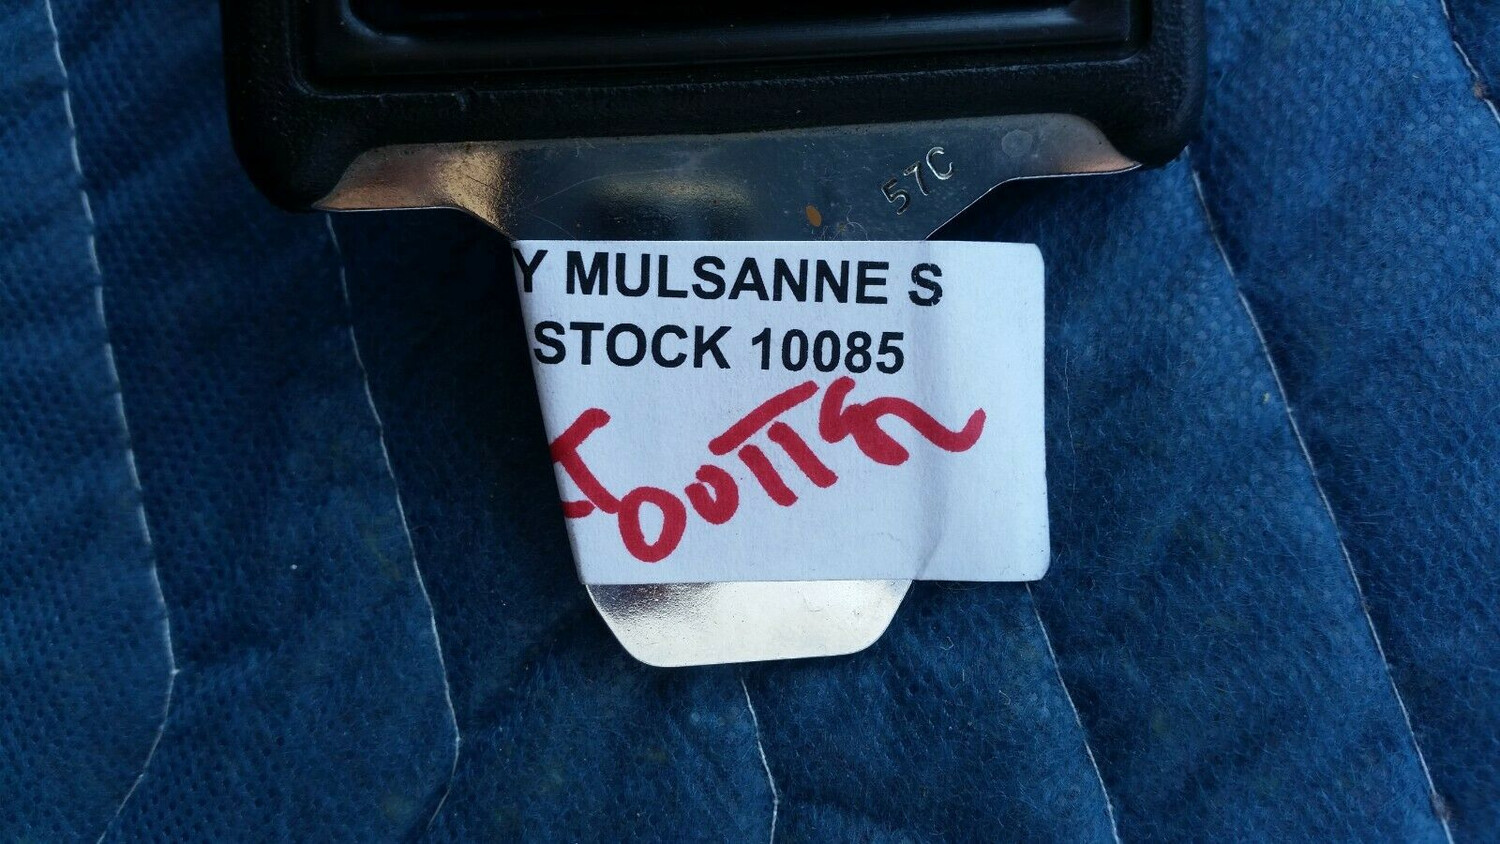 57C
Y MULSANNE S
STOCK 10085